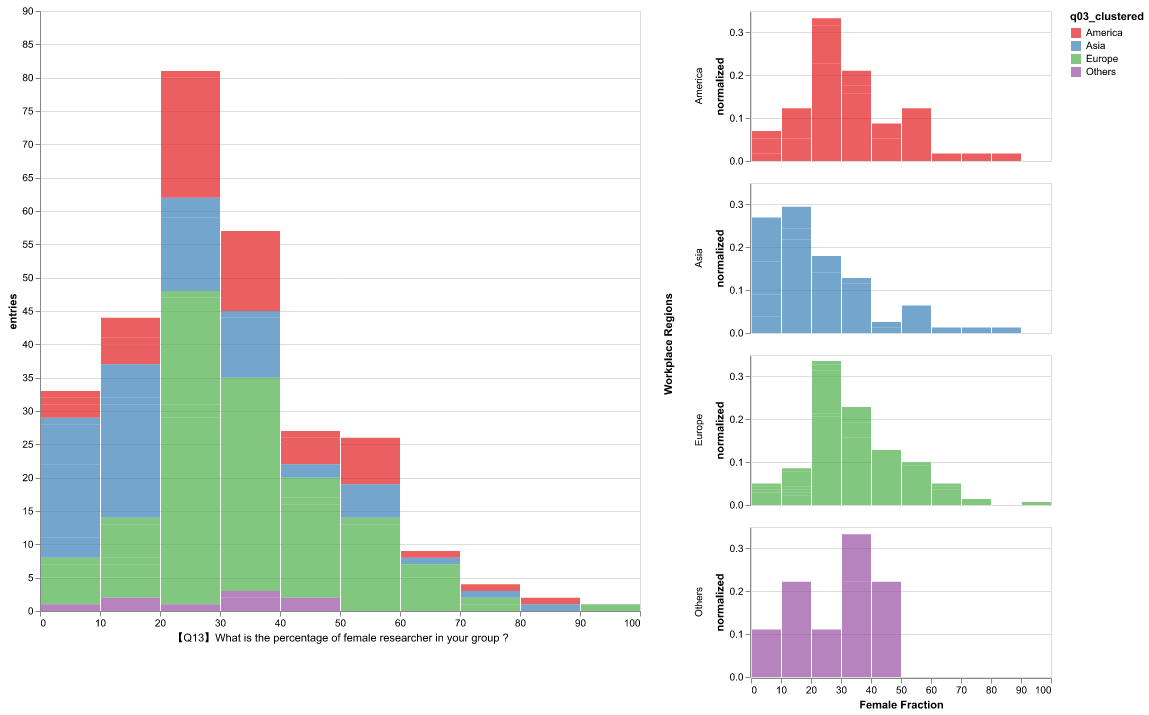 90
85
80
75
70
65
60
55
50
45
40
35
30
25
20
15
10
5
0
entries
0 10 20 30 40 50 60 70 80 90 100
【Q13】What is the percentage of female researcher in your group ?
Workplace Regions
America
normalized
0.3
0.2
0.1
0.0
Asia
normalized
0.3
0.2
0.1
0.0
Europe
normalized
0.3
0.2
0.1
0.0
Others
normalized
0.3
0.2
0.1
0.0
0 10 20 30 40 50 60 70 80 90 100
Female Fraction
q03_clustered
America
Asia
Europe
Others